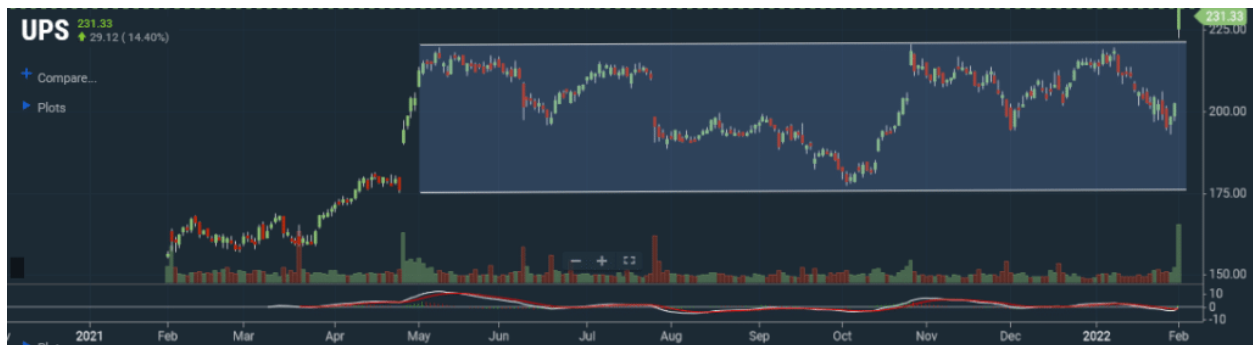 UPS 231.33
29.12 ( 14.40%)
+ Compare...
Plots
231.33
225.00
200.00
175.00
150.00
10
0
-10
2021 Feb Mar Apr May Jun Jul Aug Sep Oct Nov Dec 2022 Feb